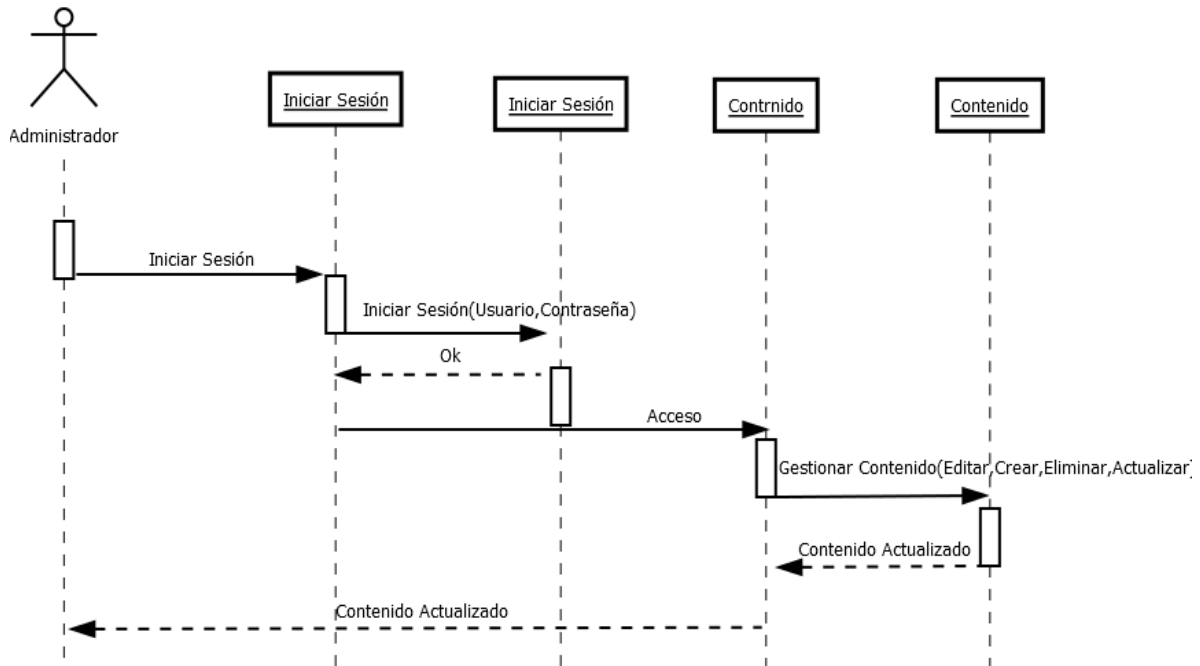 Iniciar Sesión
Iniciar Sesión
Contrnido
Contenido
Administrador
Iniciar Sesión
Iniciar Sesión(Usuario,Contraseña)
Ok
Acceso
Gestionar Contenido(Editar,Crear,Eliminar,Actualizar)
Contenido Actualizado
Contenido Actualizado